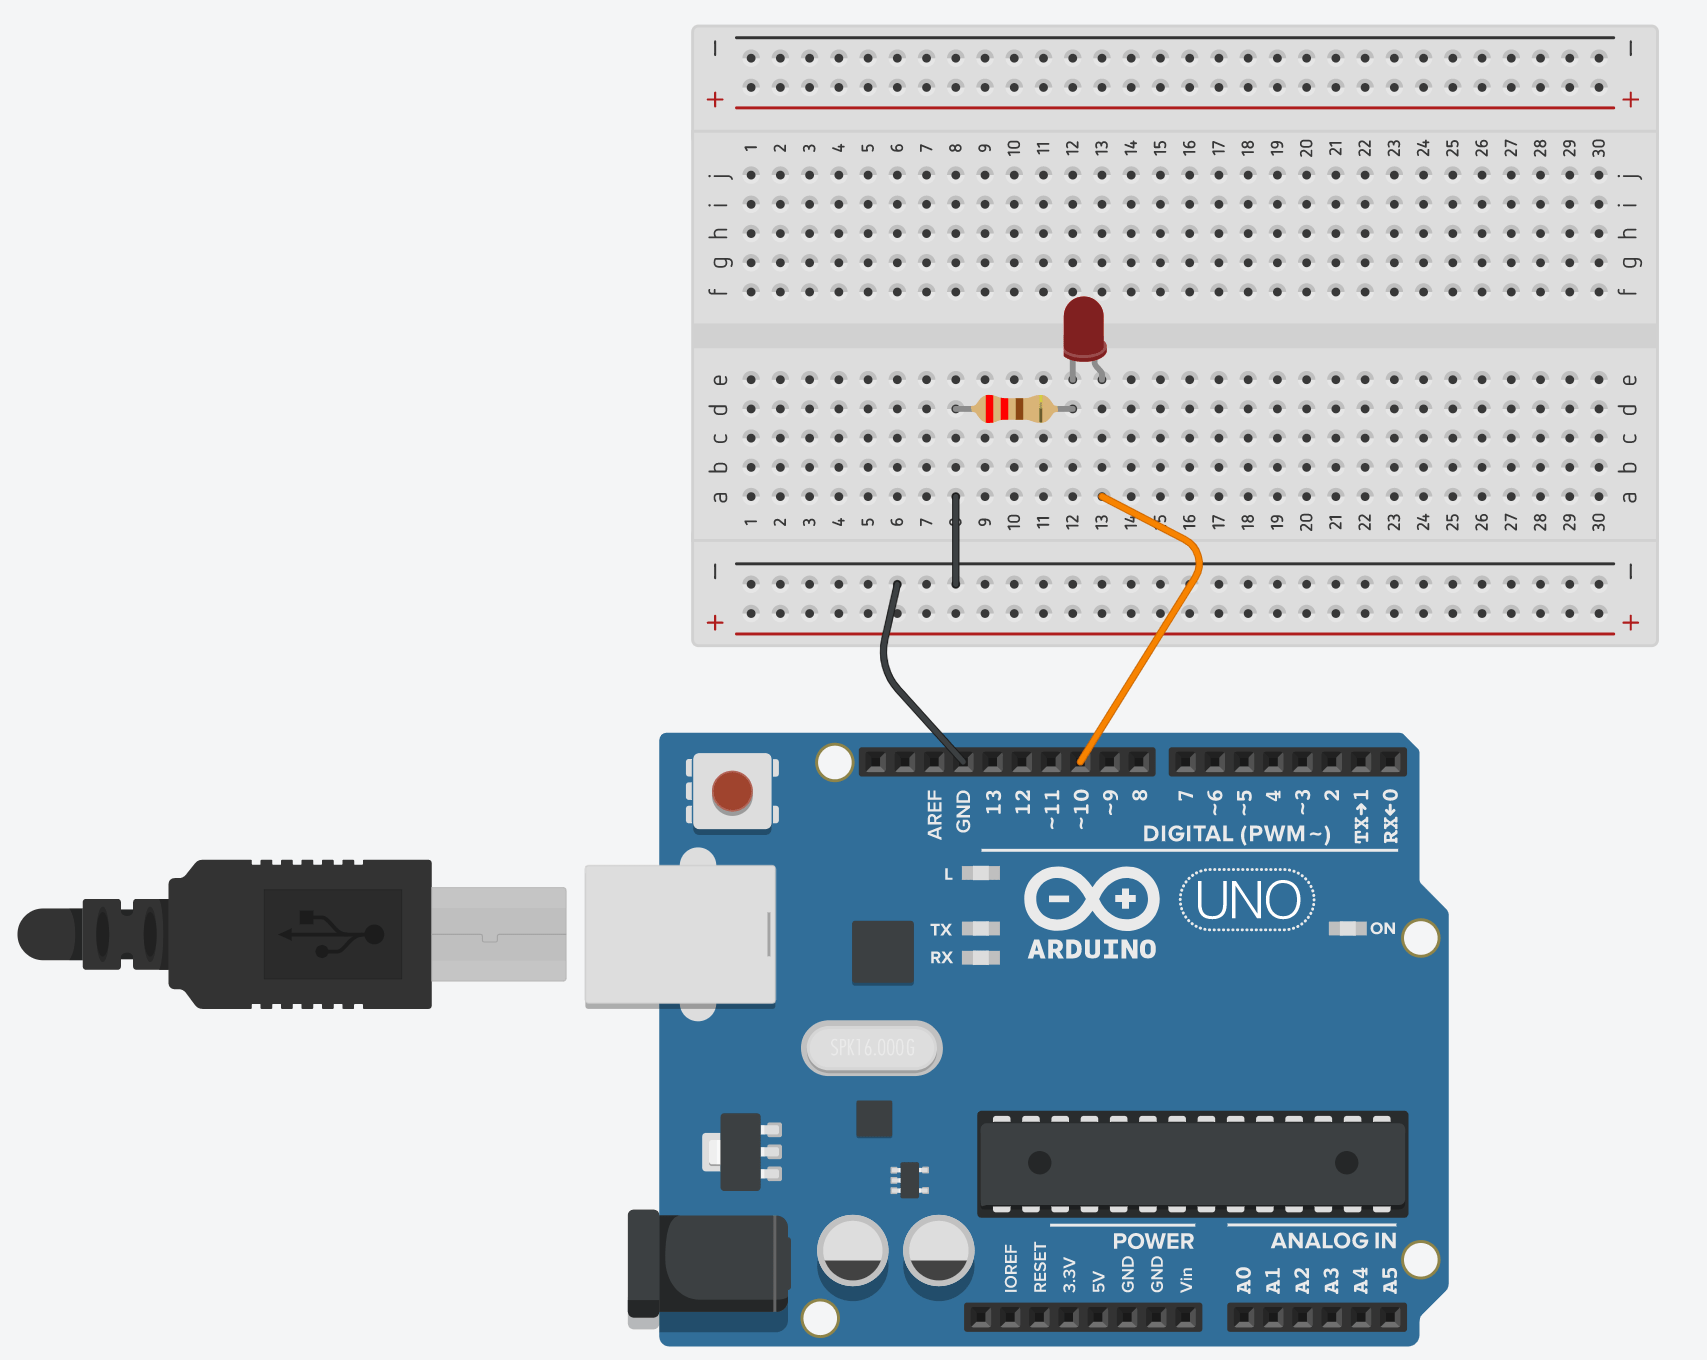 − −
+ +
1 2 3 4 5 6 7 8 9 10 11 12 13 14 15 16 17 18 19 20 21 22 23 24 25 26 27 28 29 30
j j
i i
h h
g g
f f
e e
d d
c c
b b
a a
1 2 3 4 5 6 7 8 9 10 11 12 13 14 15 16 17 18 19 20 21 22 23 24 25 26 27 28 29 30
− −
+ +
AREF GND 13 12 ~11 ~10 ~9 8 7 ~6 ~5 4 ~3 2 TX→1 RX←0
DIGITAL (PWM~)
L
UNO
TX ON
ARDUINO
RX
SPK16.000G
POWER ANALOG IN
IOREF RESET 3.3V 5V GND GND Vin A0 A1 A2 A3 A4 A5